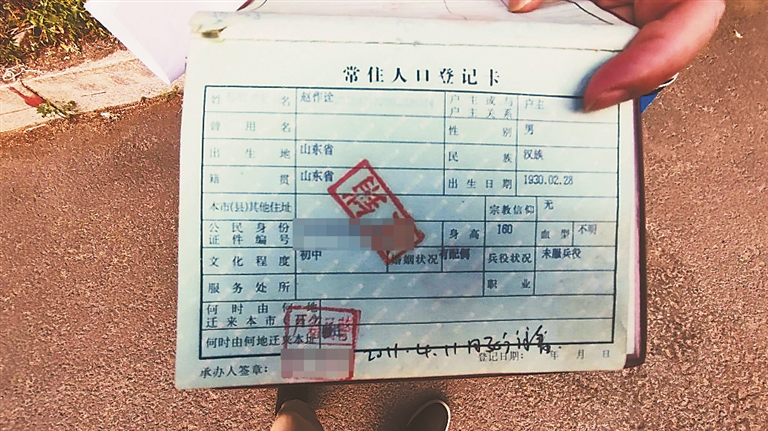 常住人口登记卡
姓名 赵作诠 户主或与户主关系 户主
曾用名 性别 男
出生地 山东省 民族 汉族
籍贯 山东省 出生日期 1930.02.28
本市(县)其他住址 宗教信仰 无
公民身份证件编号 身高 160 血型 不明
文化程度 初中 婚姻状况 有配偶 兵役状况 未服兵役
服务处所 职业
何时由何地迁来本市
何时由何地迁来本址
2011.4.11
登记日期: 年 月 日
承办人签章: